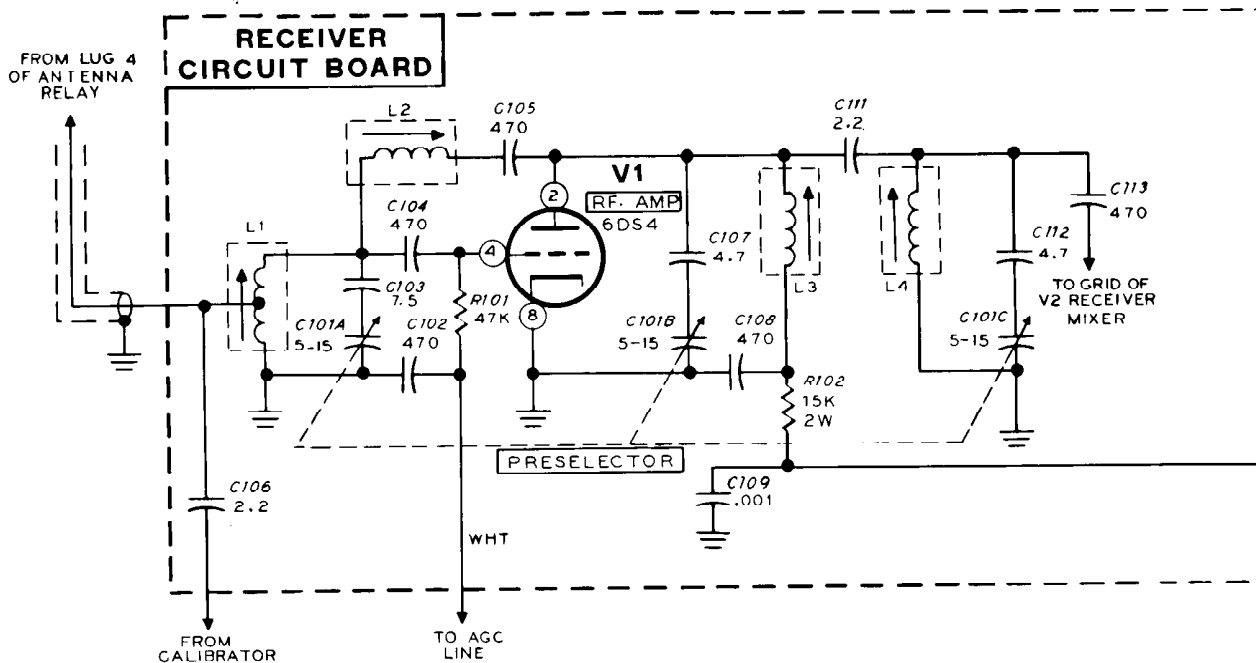 RECEIVER
CIRCUIT BOARD
FROM LUG 4
OF ANTENNA
RELAY
L2
C105
470
C111
2.2
V1
2
RF. AMP
6DS4
C104
470
4
C113
470
L1
C107
4.7
C112
4.7
C103
7.5
R101
47K
L3
L4
TO GRID OF
V2 RECEIVER
MIXER
8
C101A
5-15
C102
470
C101B
5-15
C108
470
C101C
5-15
R102
15K
2W
PRESELECTOR
C106
2.2
C109
.001
WHT
FROM
CALIBRATOR
TO AGC
LINE